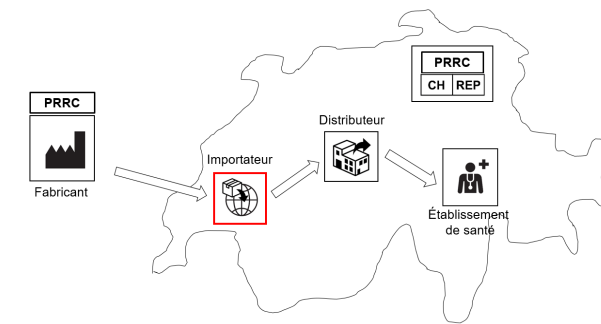 PRRC
CH REP
Distributeur
PRRC
Importateur
Fabricant
Établissement
de santé